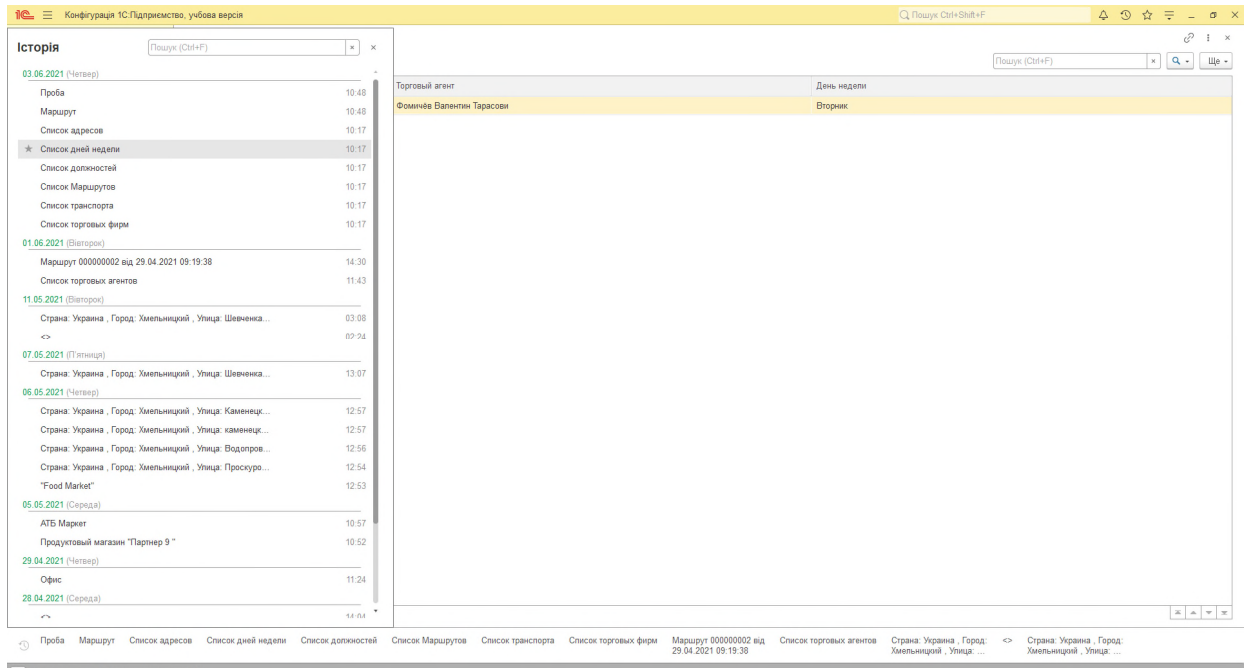 1С Конфігурація 1С:Підприємство, учбова версія Пошук Ctrl+Shift+F
Історія Пошук (Ctrl+F) × ×
Пошук (Ctrl+F) × Ще
03.06.2021 (Четвер)
Торговый агент День недели
Проба 10:48
Фомичёв Валентин Тарасови Вторник
Маршрут 10:48
Список адресов 10:17
Список дней недели 10:17
Список должностей 10:17
Список Маршрутов 10:17
Список транспорта 10:17
Список торговых фирм 10:17
01.06.2021 (Вівторок)
Маршрут 000000002 від 29.04.2021 09:19:38 14:30
Список торговых агентов 11:43
11.05.2021 (Вівторок)
Страна: Украина , Город: Хмельницкий , Улица: Шевченка... 03:08
<> 02:24
07.05.2021 (П'ятниця)
Страна: Украина , Город: Хмельницкий , Улица: Шевченка... 13:07
06.05.2021 (Четвер)
Страна: Украина , Город: Хмельницкий , Улица: Каменецк... 12:57
Страна: Украина , Город: Хмельницкий , Улица: каменецк... 12:57
Страна: Украина , Город: Хмельницкий , Улица: Водопров... 12:56
Страна: Украина , Город: Хмельницкий , Улица: Проскуро... 12:54
"Food Market" 12:53
05.05.2021 (Середа)
АТБ Маркет 10:57
Продуктовый магазин "Партнер 9 " 10:52
29.04.2021 (Четвер)
Офис 11:24
28.04.2021 (Середа)
<> 14:04
Проба Маршрут Список адресов Список дней недели Список должностей Список Маршрутов Список транспорта Список торговых фирм Маршрут 000000002 від Список торговых агентов Страна: Украина , Город: <> Страна: Украина , Город:
29.04.2021 09:19:38 Хмельницкий , Улица: ... Хмельницкий , Улица: ...